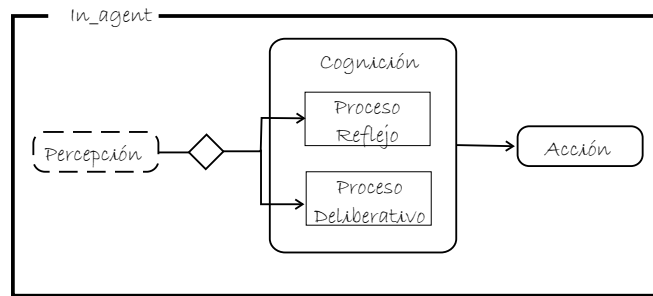 In_agent
Cognición
Proceso
Reflejo
Percepción
Acción
Proceso
Deliberativo